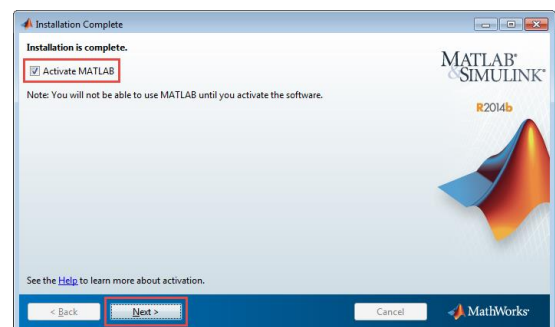 Installation Complete
Installation is complete.
Activate MATLAB
Note: You will not be able to use MATLAB until you activate the software.
MATLAB®
&SIMULINK®
R2014b
See the Help to learn more about activation.
< Back
Next >
Cancel
MathWorks®